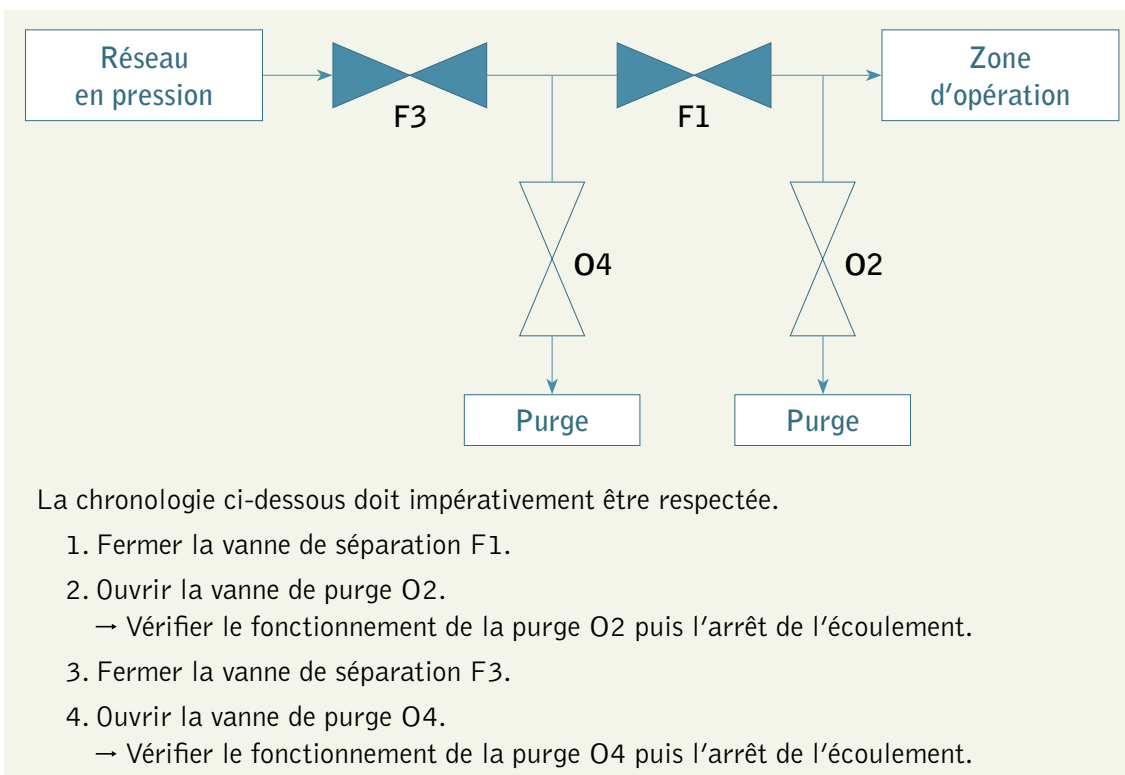 Réseau
en pression
F3
F1
Zone
d'opération
O4
O2
Purge
Purge
La chronologie ci-dessous doit impérativement être respectée.
1. Fermer la vanne de séparation F1.
2. Ouvrir la vanne de purge O2.
→ Vérifier le fonctionnement de la purge O2 puis l'arrêt de l'écoulement.
3. Fermer la vanne de séparation F3.
4. Ouvrir la vanne de purge O4.
→ Vérifier le fonctionnement de la purge O4 puis l'arrêt de l'écoulement.